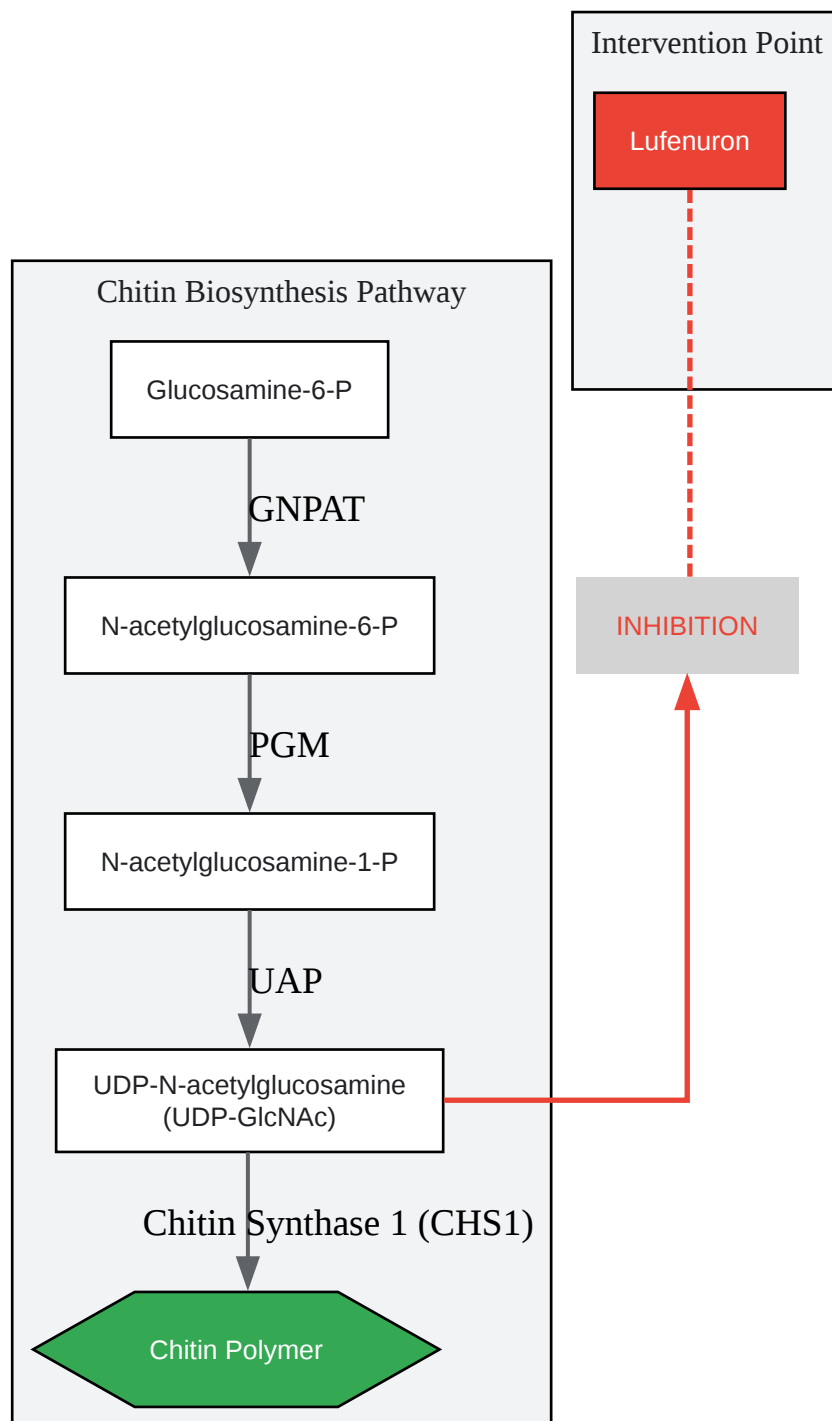 Intervention Point
Lufenuron
Chitin Biosynthesis Pathway
Glucosamine-6-P
GNPAT
N-acetylglucosamine-6-P
INHIBITION
PGM
N-acetylglucosamine-1-P
UAP
UDP-N-acetylglucosamine
(UDP-GlcNAc)
Chitin Synthase 1 (CHS1)
Chitin Polymer